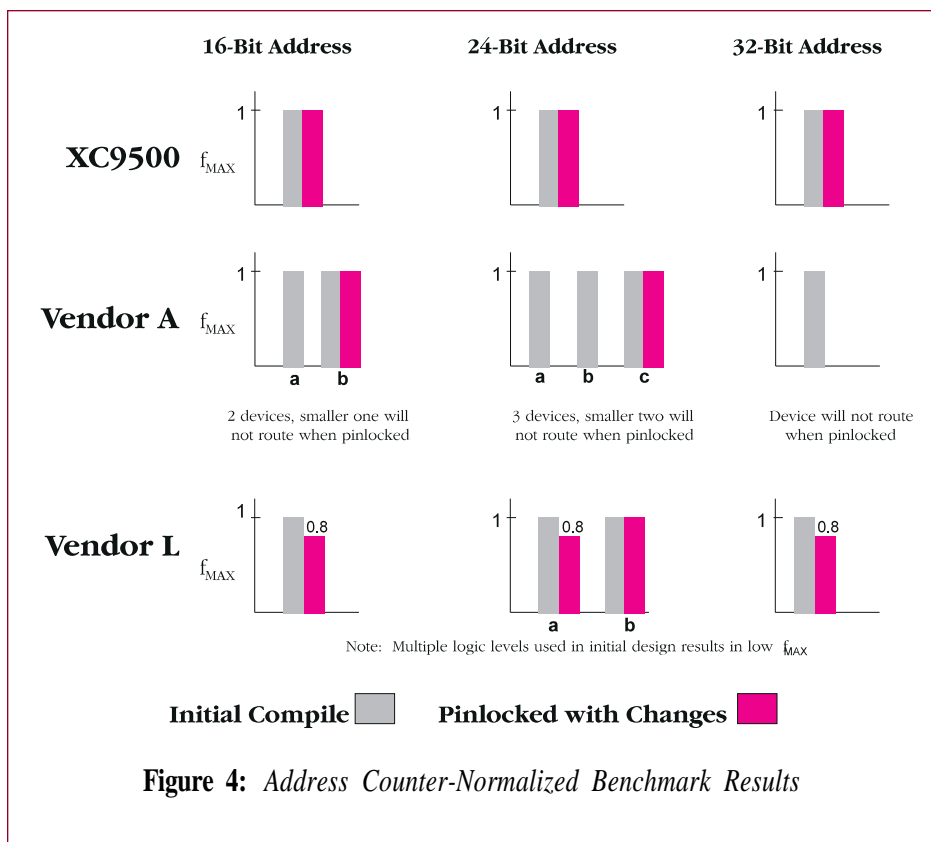 16-Bit Address 24-Bit Address 32-Bit Address
XC9500 fMAX 1 1 1
Vendor A fMAX 1 1 1
a b a b c
2 devices, smaller one will
not route when pinlocked
3 devices, smaller two will
not route when pinlocked
Device will not route
when pinlocked
Vendor L fMAX 1 0.8 1 0.8 1 0.8
a b
Note: Multiple logic levels used in initial design results in low fMAX
Initial Compile Pinlocked with Changes
Figure 4: Address Counter-Normalized Benchmark Results